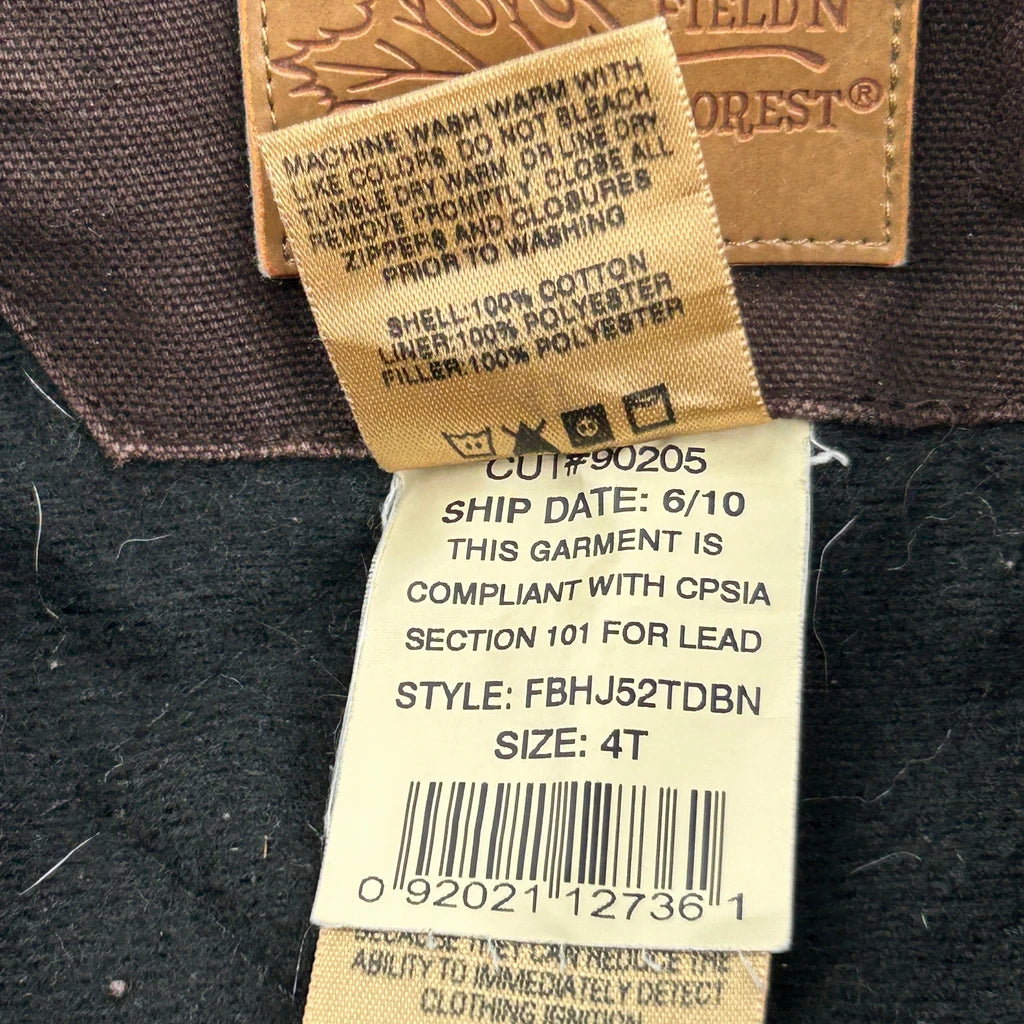 FIELD N
OREST®
MACHINE WASH WARM WITH
LIKE COLORS. DO NOT BLEACH
TUMBLE DRY WARM, OR LINE DRY
REMOVE PROMPTLY. CLOSE ALL
ZIPPERS AND CLOSURES
PRIOR TO WASHING
SHELL:100% COTTON
LINER:100% POLYESTER
FILLER:100% POLYESTER
CUT#90205
SHIP DATE: 6/10
THIS GARMENT IS
COMPLIANT WITH CPSIA
SECTION 101 FOR LEAD
STYLE: FBHJ52TDBN
SIZE: 4T
0 92021 12736 1
BECAUSE THEY CAN REDUCE THE
ABILITY TO IMMEDIATELY DETECT
CLOTHING IGNITION.